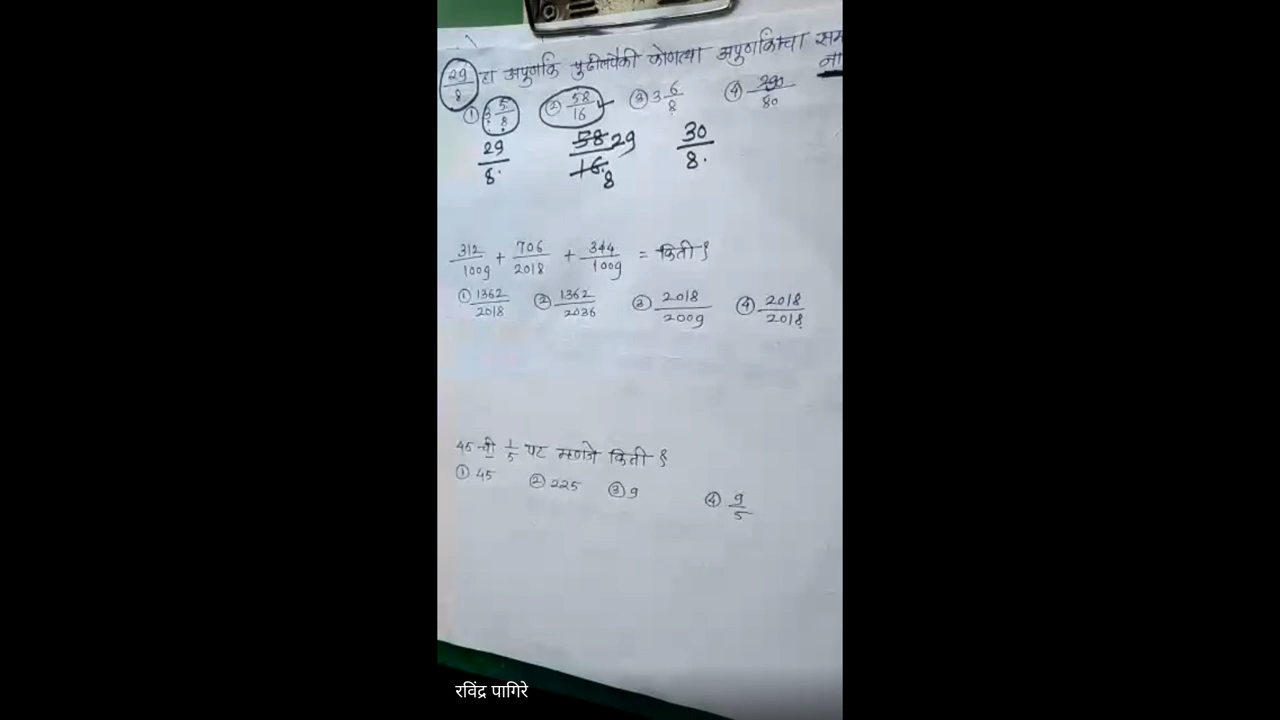 29/8 हा अपूर्णांक पुढीलपैकी कोणत्या अपूर्णांकाचा सम
ना
① 3 5/8 ② 58/16 ✓ ③ 3 6/8 ④ 290/80
29/8. 58/16 29/8 30/8.
312/1009 + 706/2018 + 344/1009 = किती ?
① 1362/2018 ② 1362/2036 ③ 2018/2009 ④ 2018/2018
45 ची 1/5 पट म्हणजे किती ?
① 45 ② 225 ③ 9 ④ 9/5
रविंद्र पागिरे